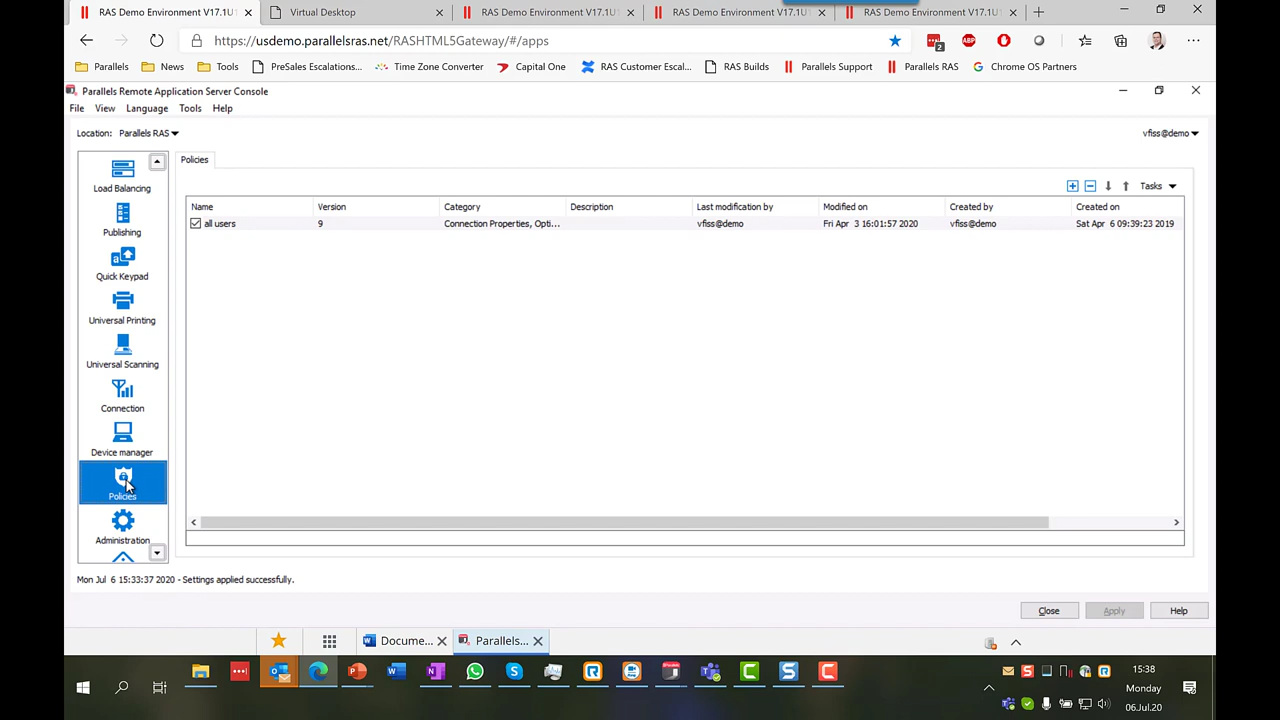 RAS Demo Environment V17.1U1
Virtual Desktop
RAS Demo Environment V17.1U1
RAS Demo Environment V17.1U1
RAS Demo Environment V17.1U1
https://usdemo.parallelsras.net/RASHTML5Gateway/#/apps
2
ABP
Parallels
News
Tools
PreSales Escalations...
Time Zone Converter
Capital One
RAS Customer Escal...
RAS Builds
Parallels Support
Parallels RAS
Chrome OS Partners
Parallels Remote Application Server Console
File View Language Tools Help
Location: Parallels RAS
vfiss@demo
Load Balancing
Publishing
Quick Keypad
Universal Printing
Universal Scanning
Connection
Device manager
Policies
Administration
Policies
Tasks
Name Version Category Description Last modification by Modified on Created by Created on
all users 9 Connection Properties, Opti... vfiss@demo Fri Apr 3 16:01:57 2020 vfiss@demo Sat Apr 6 09:39:23 2019
Mon Jul 6 15:33:37 2020 - Settings applied successfully.
Close Apply Help
Docume...
Parallels...
15:38
Monday
06.Jul.20